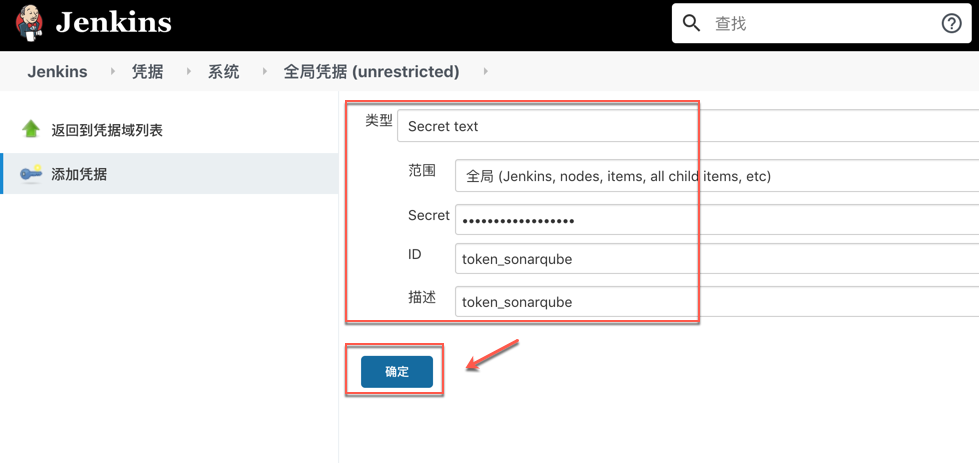 Jenkins
查找
Jenkins 凭据 系统 全局凭据 (unrestricted)
返回到凭据域列表
添加凭据
类型 Secret text
范围 全局 (Jenkins, nodes, items, all child items, etc)
Secret ••••••••••••••••••
ID token_sonarqube
描述 token_sonarqube
确定